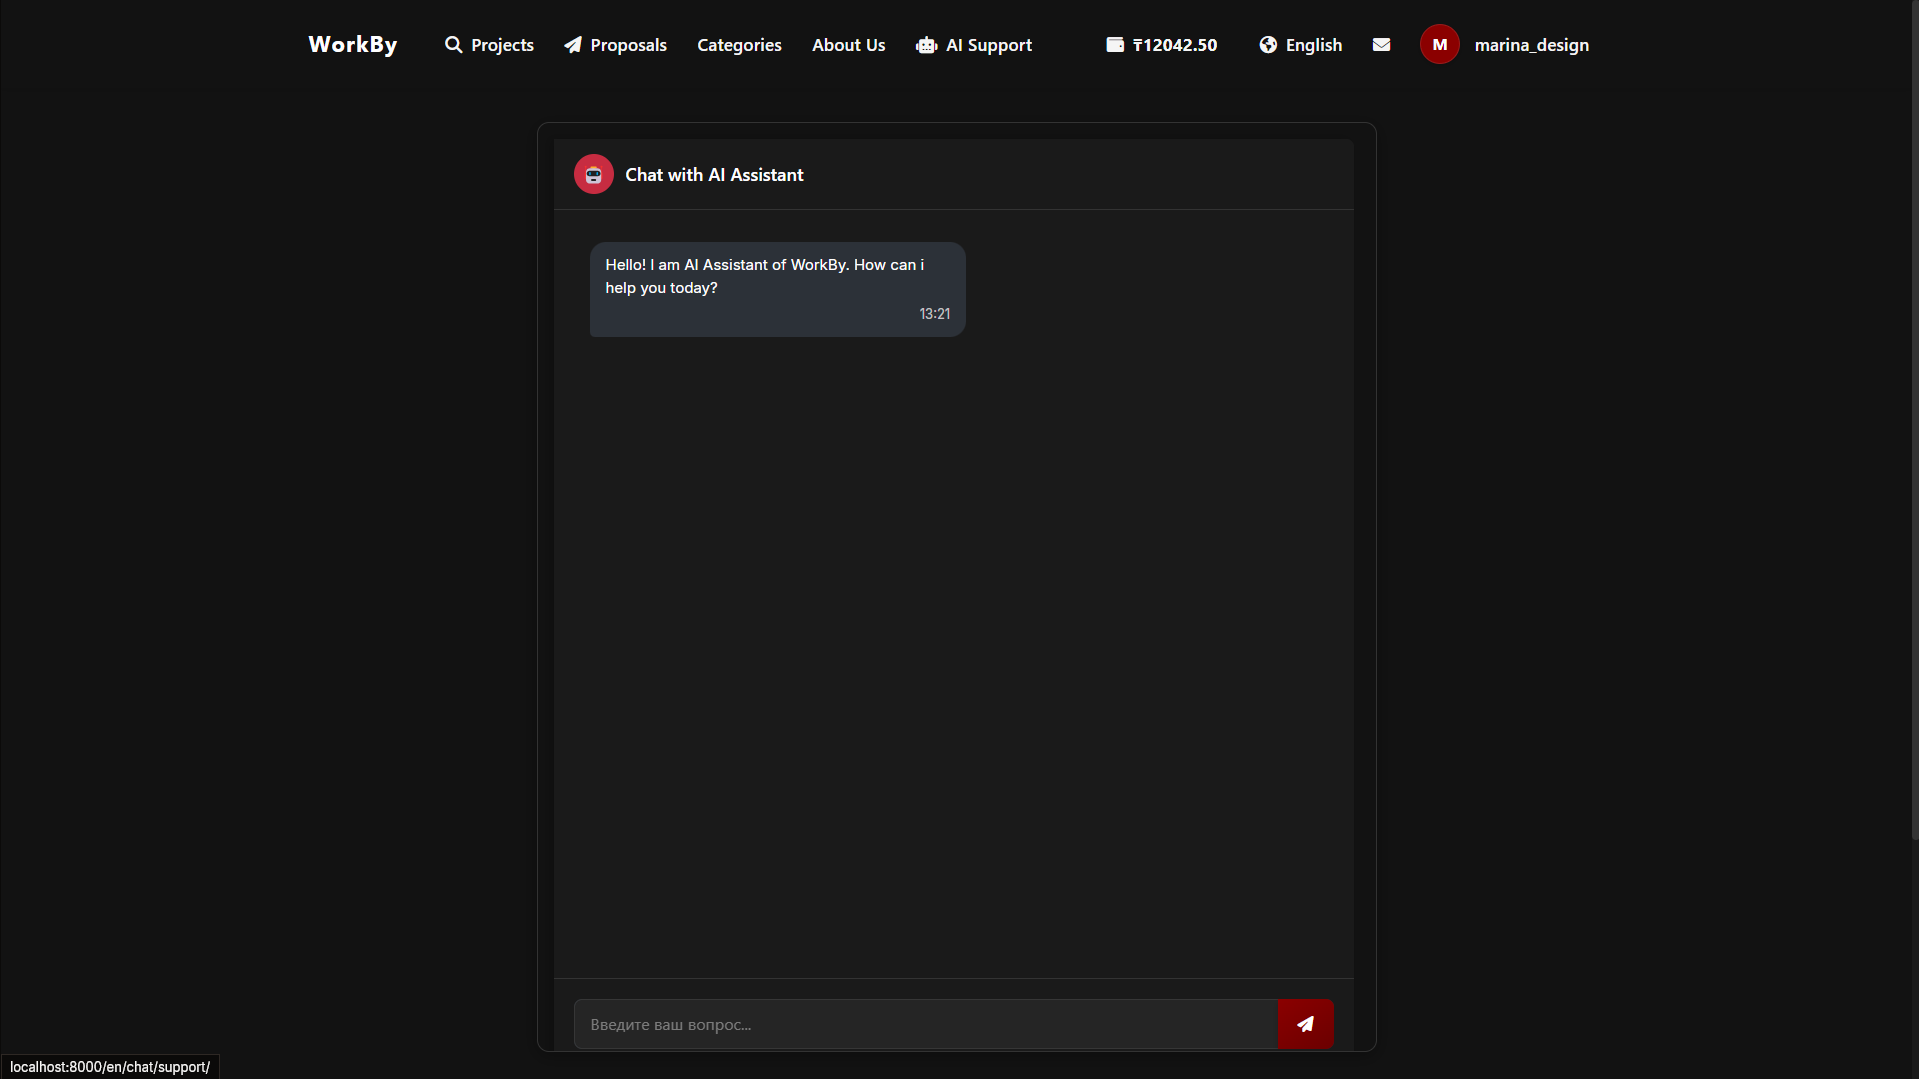 WorkBy
Projects
Proposals
Categories
About Us
AI Support
₸12042.50
English
M
marina_design
Chat with AI Assistant
Hello! I am AI Assistant of WorkBy. How can i
help you today?
13:21
Введите ваш вопрос...
localhost:8000/en/chat/support/